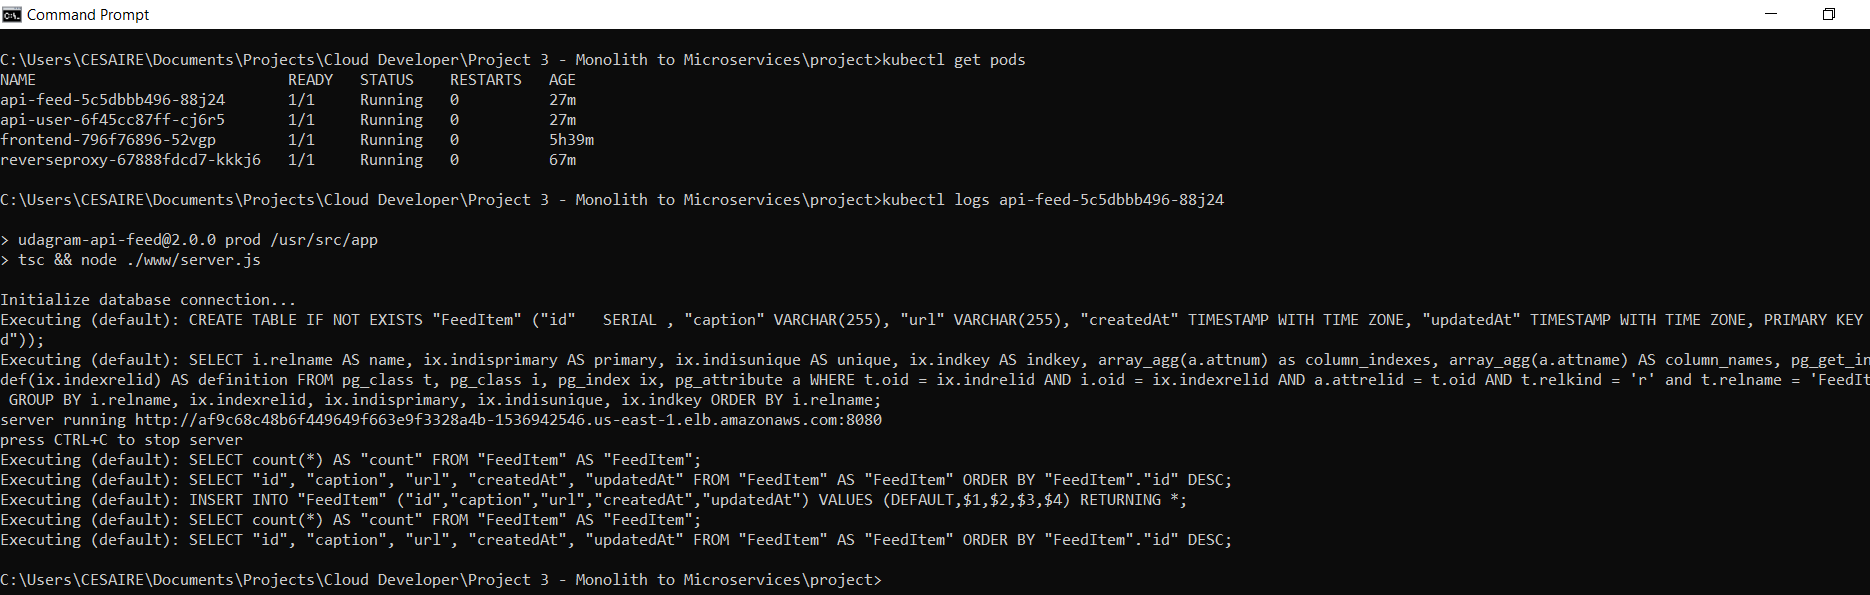 Command Prompt
C:\Users\CESAIRE\Documents\Projects\Cloud Developer\Project 3 - Monolith to Microservices\project>kubectl get pods
NAME READY STATUS RESTARTS AGE
api-feed-5c5dbbb496-88j24 1/1 Running 0 27m
api-user-6f45cc87ff-cj6r5 1/1 Running 0 27m
frontend-796f76896-52vgp 1/1 Running 0 5h39m
reverseproxy-67888fdcd7-kkkj6 1/1 Running 0 67m
C:\Users\CESAIRE\Documents\Projects\Cloud Developer\Project 3 - Monolith to Microservices\project>kubectl logs api-feed-5c5dbbb496-88j24
> udagram-api-feed@2.0.0 prod /usr/src/app
> tsc && node ./www/server.js
Initialize database connection...
Executing (default): CREATE TABLE IF NOT EXISTS "FeedItem" ("id"   SERIAL , "caption" VARCHAR(255), "url" VARCHAR(255), "createdAt" TIMESTAMP WITH TIME ZONE, "updatedAt" TIMESTAMP WITH TIME ZONE, PRIMARY KEY
d"));
Executing (default): SELECT i.relname AS name, ix.indisprimary AS primary, ix.indisunique AS unique, ix.indkey AS indkey, array_agg(a.attnum) as column_indexes, array_agg(a.attname) AS column_names, pg_get_in
def(ix.indexrelid) AS definition FROM pg_class t, pg_class i, pg_index ix, pg_attribute a WHERE t.oid = ix.indrelid AND i.oid = ix.indexrelid AND a.attrelid = t.oid AND t.relkind = 'r' and t.relname = 'FeedIt
GROUP BY i.relname, ix.indexrelid, ix.indisprimary, ix.indisunique, ix.indkey ORDER BY i.relname;
server running http://af9c68c48b6f449649f663e9f3328a4b-1536942546.us-east-1.elb.amazonaws.com:8080
press CTRL+C to stop server
Executing (default): SELECT count(*) AS "count" FROM "FeedItem" AS "FeedItem";
Executing (default): SELECT "id", "caption", "url", "createdAt", "updatedAt" FROM "FeedItem" AS "FeedItem" ORDER BY "FeedItem"."id" DESC;
Executing (default): INSERT INTO "FeedItem" ("id","caption","url","createdAt","updatedAt") VALUES (DEFAULT,$1,$2,$3,$4) RETURNING *;
Executing (default): SELECT count(*) AS "count" FROM "FeedItem" AS "FeedItem";
Executing (default): SELECT "id", "caption", "url", "createdAt", "updatedAt" FROM "FeedItem" AS "FeedItem" ORDER BY "FeedItem"."id" DESC;
C:\Users\CESAIRE\Documents\Projects\Cloud Developer\Project 3 - Monolith to Microservices\project>